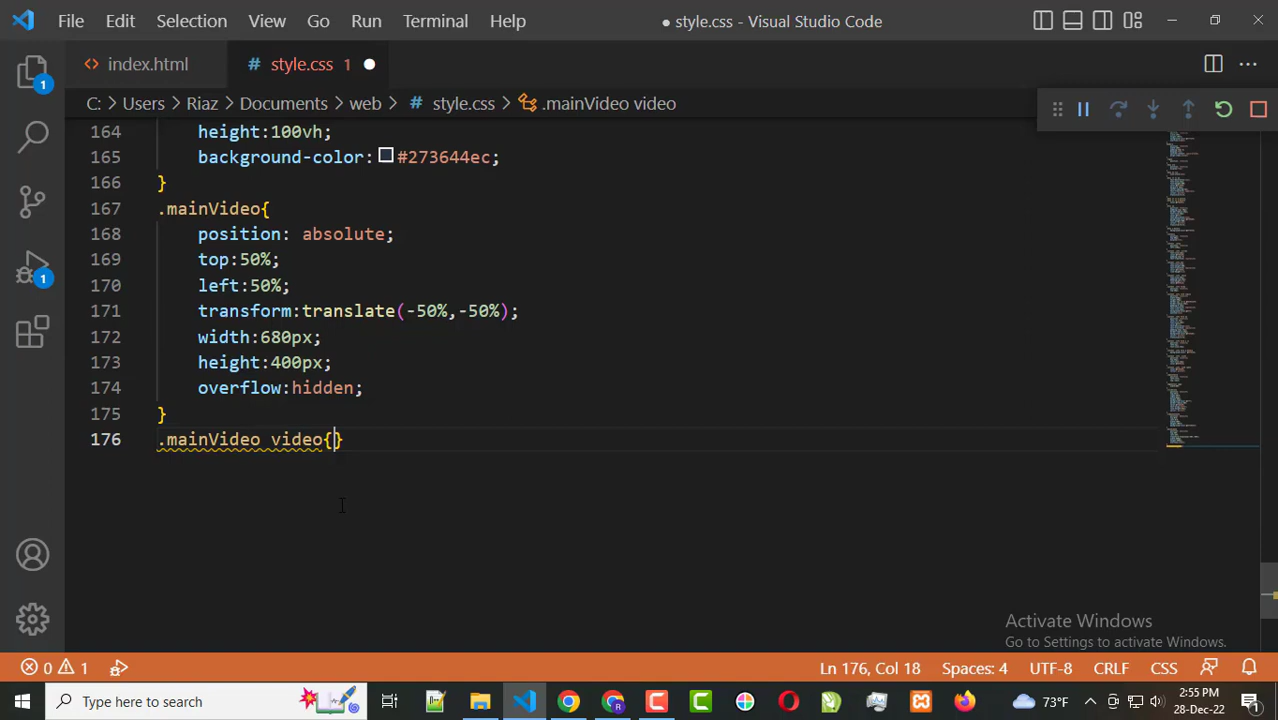 File Edit Selection View Go Run Terminal Help ● style.css - Visual Studio Code
<> index.html # style.css 1 ●
C: > Users > Riaz > Documents > web > # style.css > .mainVideo video
164 height:100vh;
165 background-color: #273644ec;
166 }
167 .mainVideo{
168 position: absolute;
169 top:50%;
170 left:50%;
171 transform:translate(-50%,-50%);
172 width:680px;
173 height:400px;
174 overflow:hidden;
175 }
176 .mainVideo video{}
1
1
Activate Windows
Go to Settings to activate Windows.
0 1 Ln 176, Col 18 Spaces: 4 UTF-8 CRLF CSS
Type here to search 73°F 2:55 PM
28-Dec-22 1